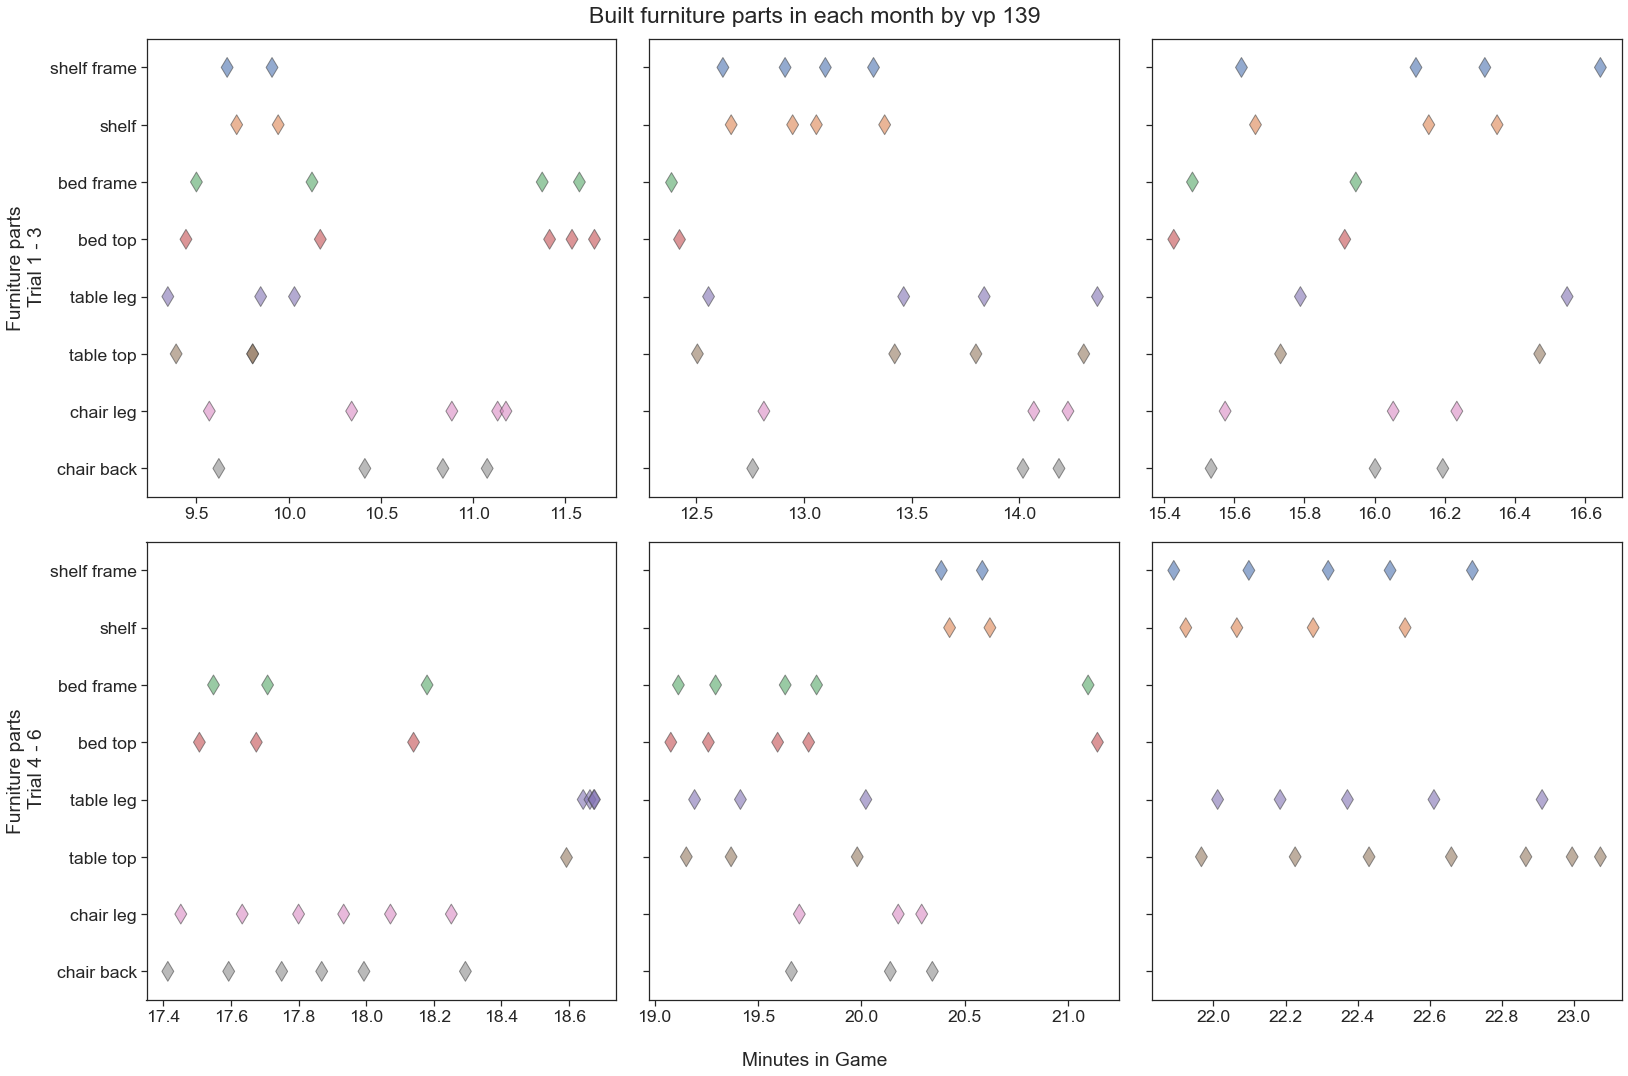 Built furniture parts in each month by vp 139
Furniture parts
Trial 1 - 3
shelf frame
shelf
bed frame
bed top
table leg
table top
chair leg
chair back
9.5 10.0 10.5 11.0 11.5
12.5 13.0 13.5 14.0
15.4 15.6 15.8 16.0 16.2 16.4 16.6
Furniture parts
Trial 4 - 6
shelf frame
shelf
bed frame
bed top
table leg
table top
chair leg
chair back
17.4 17.6 17.8 18.0 18.2 18.4 18.6
19.0 19.5 20.0 20.5 21.0
22.0 22.2 22.4 22.6 22.8 23.0
Minutes in Game